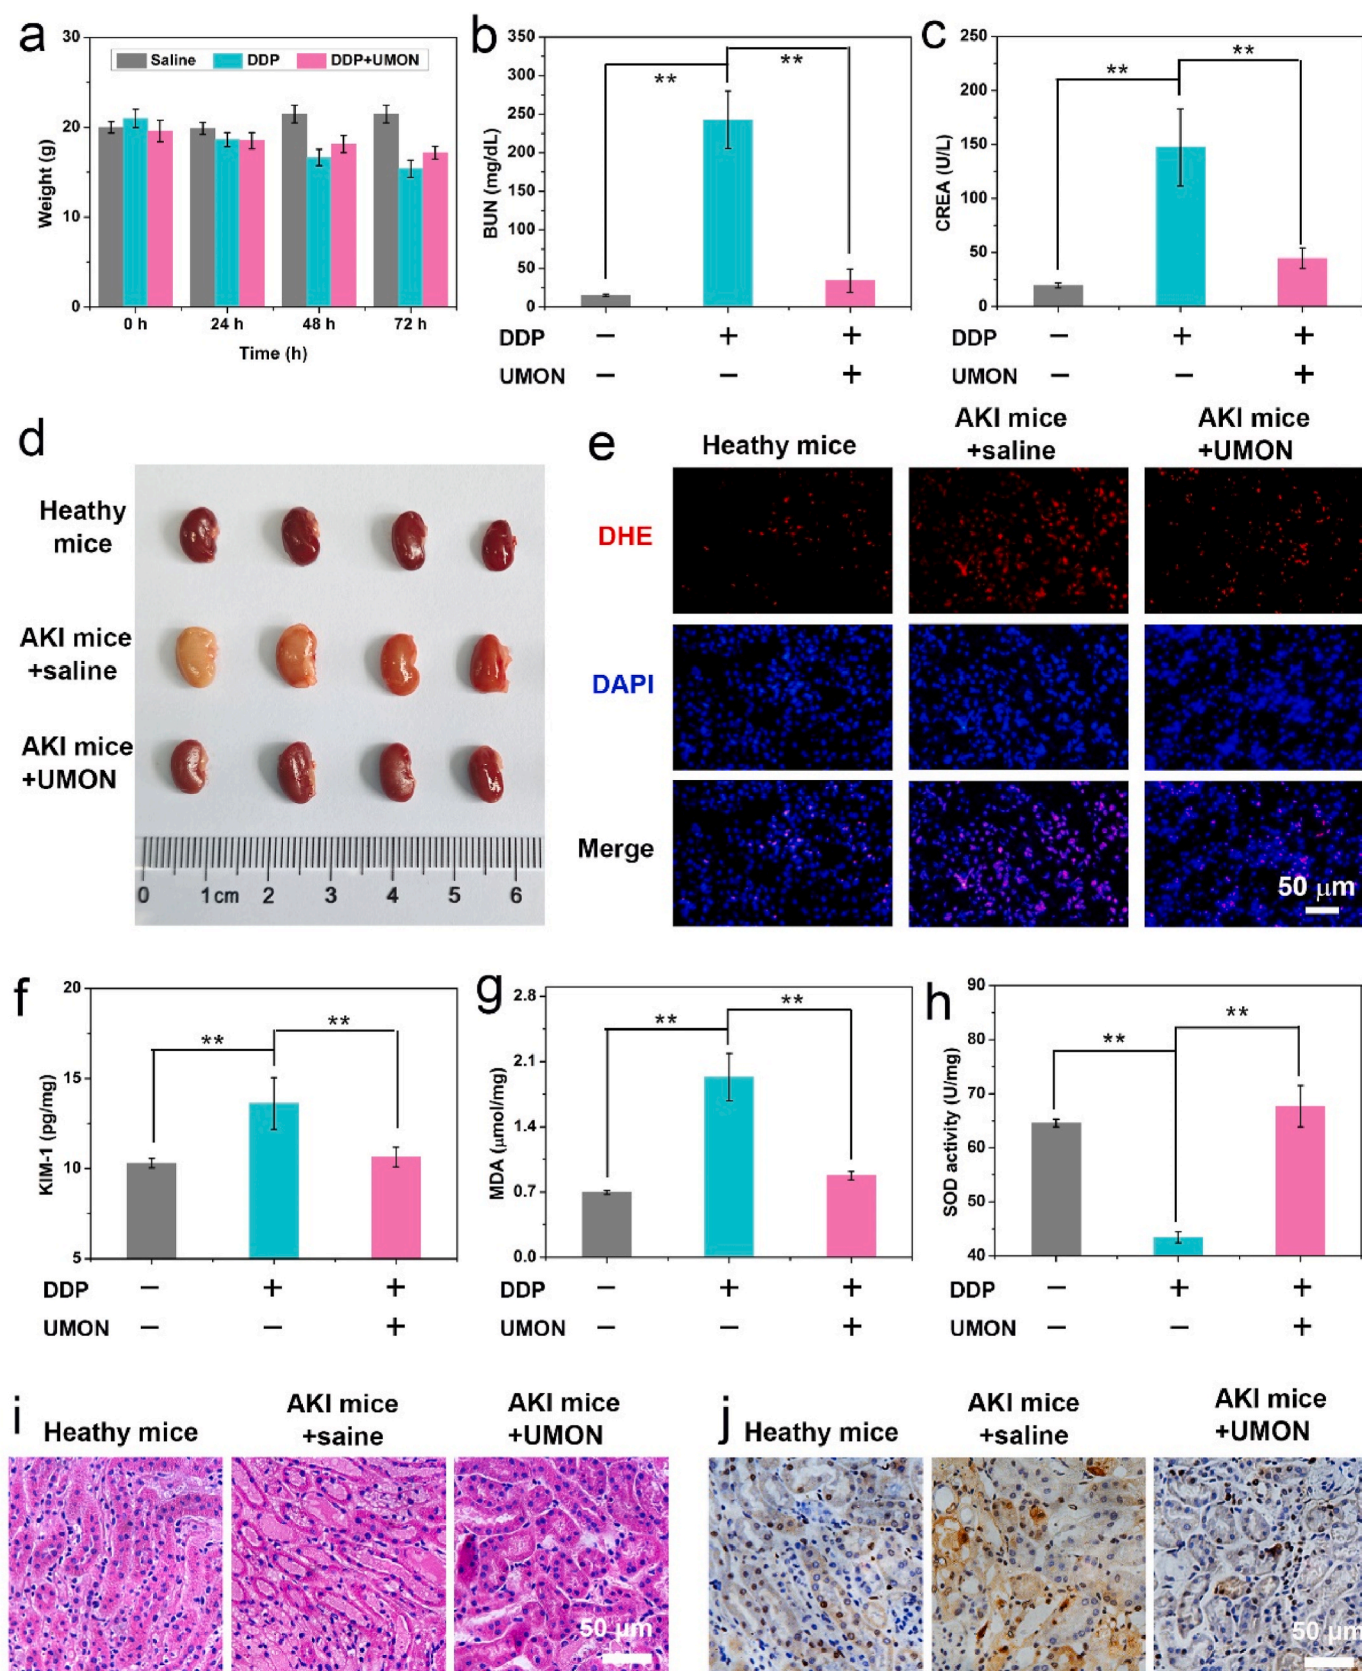 a
30
20
10
0
Weight (g)
Saline
DDP
DDP+UMON
0 h
24 h
48 h
72 h
Time (h)
b
350
300
250
200
150
100
50
0
BUN (mg/dL)
**
**
DDP − + +
UMON − − +
c
250
200
150
100
50
0
CREA (U/L)
**
**
DDP − + +
UMON − − +
d
Heathy
mice
AKI mice
+saline
AKI mice
+UMON
0 1cm 2 3 4 5 6
e
Heathy mice
AKI mice
+saline
AKI mice
+UMON
DHE
DAPI
Merge
50 μm
f
20
15
10
5
KIM-1 (pg/mg)
**
**
DDP − + +
UMON − − +
g
2.8
2.1
1.4
0.7
0.0
MDA (μmol/mg)
**
**
DDP − + +
UMON − − +
h
90
80
70
60
50
40
SOD activity (U/mg)
**
**
DDP − + +
UMON − − +
i
Heathy mice
AKI mice
+saine
AKI mice
+UMON
50 μm
j
Heathy mice
AKI mice
+saline
AKI mice
+UMON
50 μm